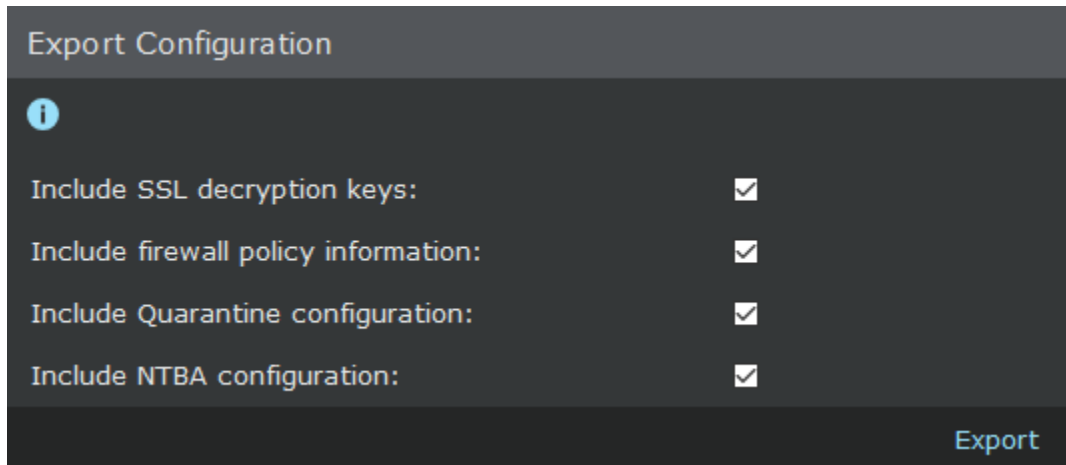 Export Configuration
Include SSL decryption keys:
Include firewall policy information:
Include Quarantine configuration:
Include NTBA configuration:
Export